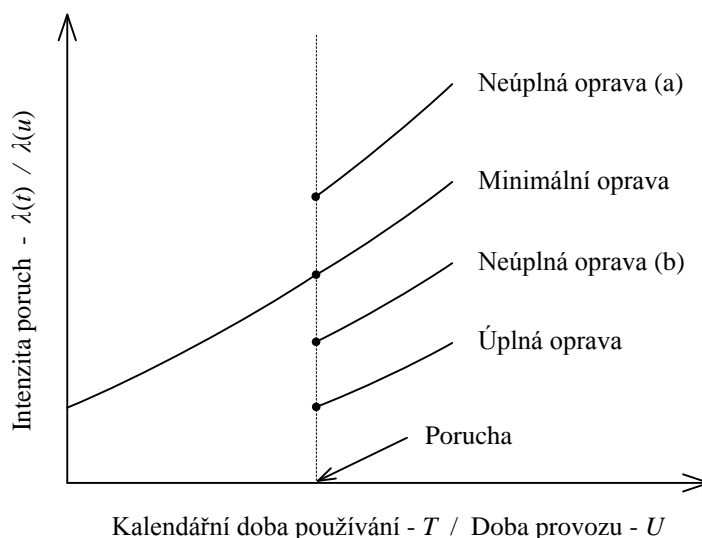 Neúplná oprava (a)
Minimální oprava
Neúplná oprava (b)
Úplná oprava
Porucha
Intenzita poruch - λ(t) / λ(u)
Kalendářní doba používání - T / Doba provozu - U